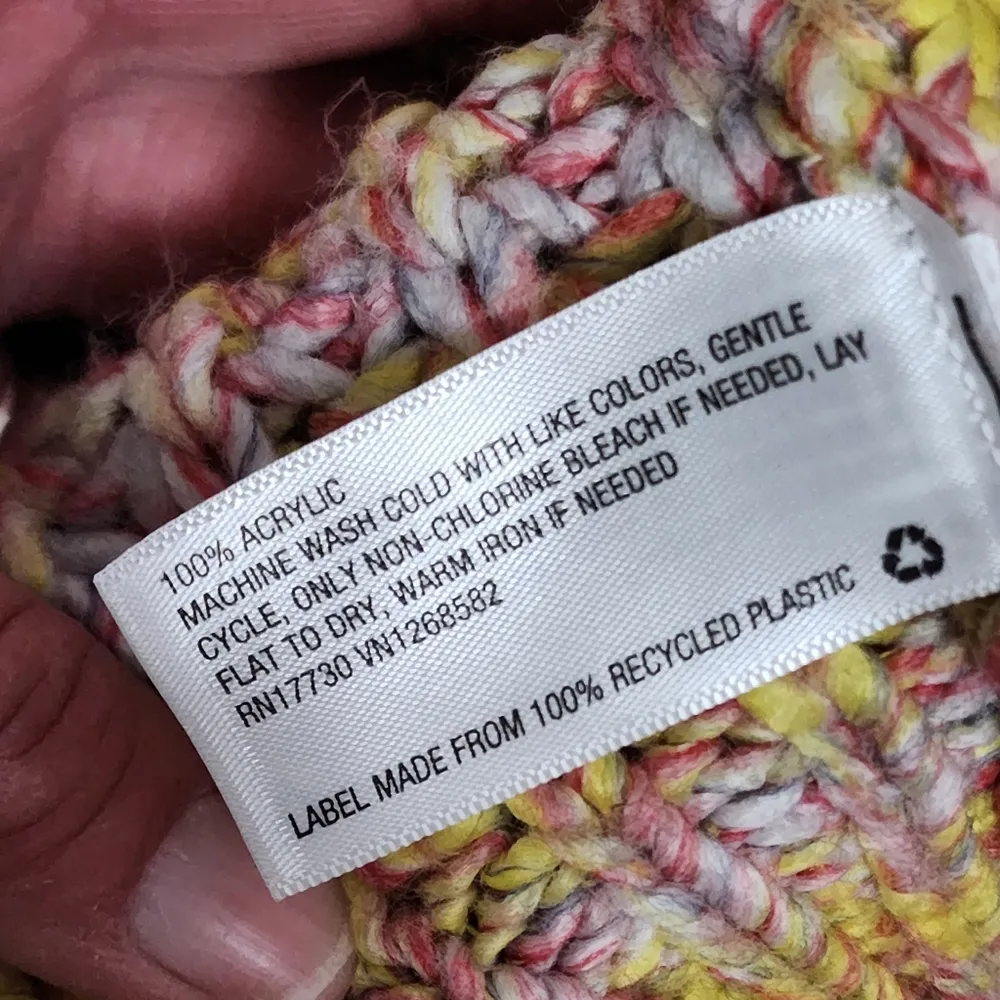 100% ACRYLIC
MACHINE WASH COLD WITH LIKE COLORS, GENTLE
CYCLE, ONLY NON-CHLORINE BLEACH IF NEEDED, LAY
FLAT TO DRY, WARM IRON IF NEEDED
RN17730 VN1268582
LABEL MADE FROM 100% RECYCLED PLASTIC